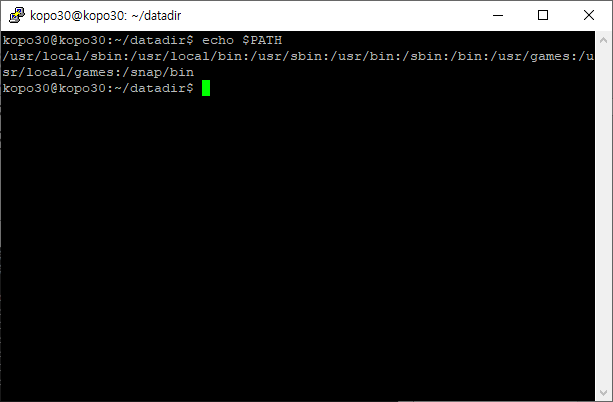 kopo30@kopo30: ~/datadir
kopo30@kopo30:~/datadir$ echo $PATH
/usr/local/sbin:/usr/local/bin:/usr/sbin:/usr/bin:/sbin:/bin:/usr/games:/u
sr/local/games:/snap/bin
kopo30@kopo30:~/datadir$